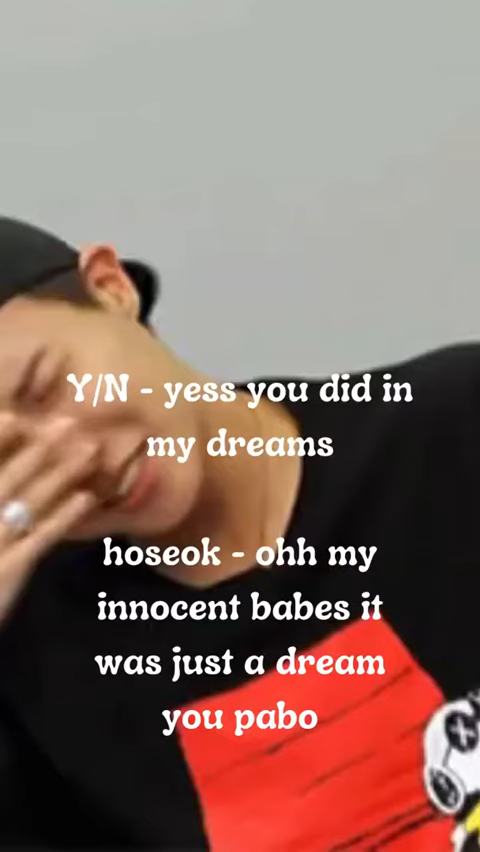 Y/N - yess you did in
my dreams
hoseok - ohh my
innocent babes it
was just a dream
you pabo